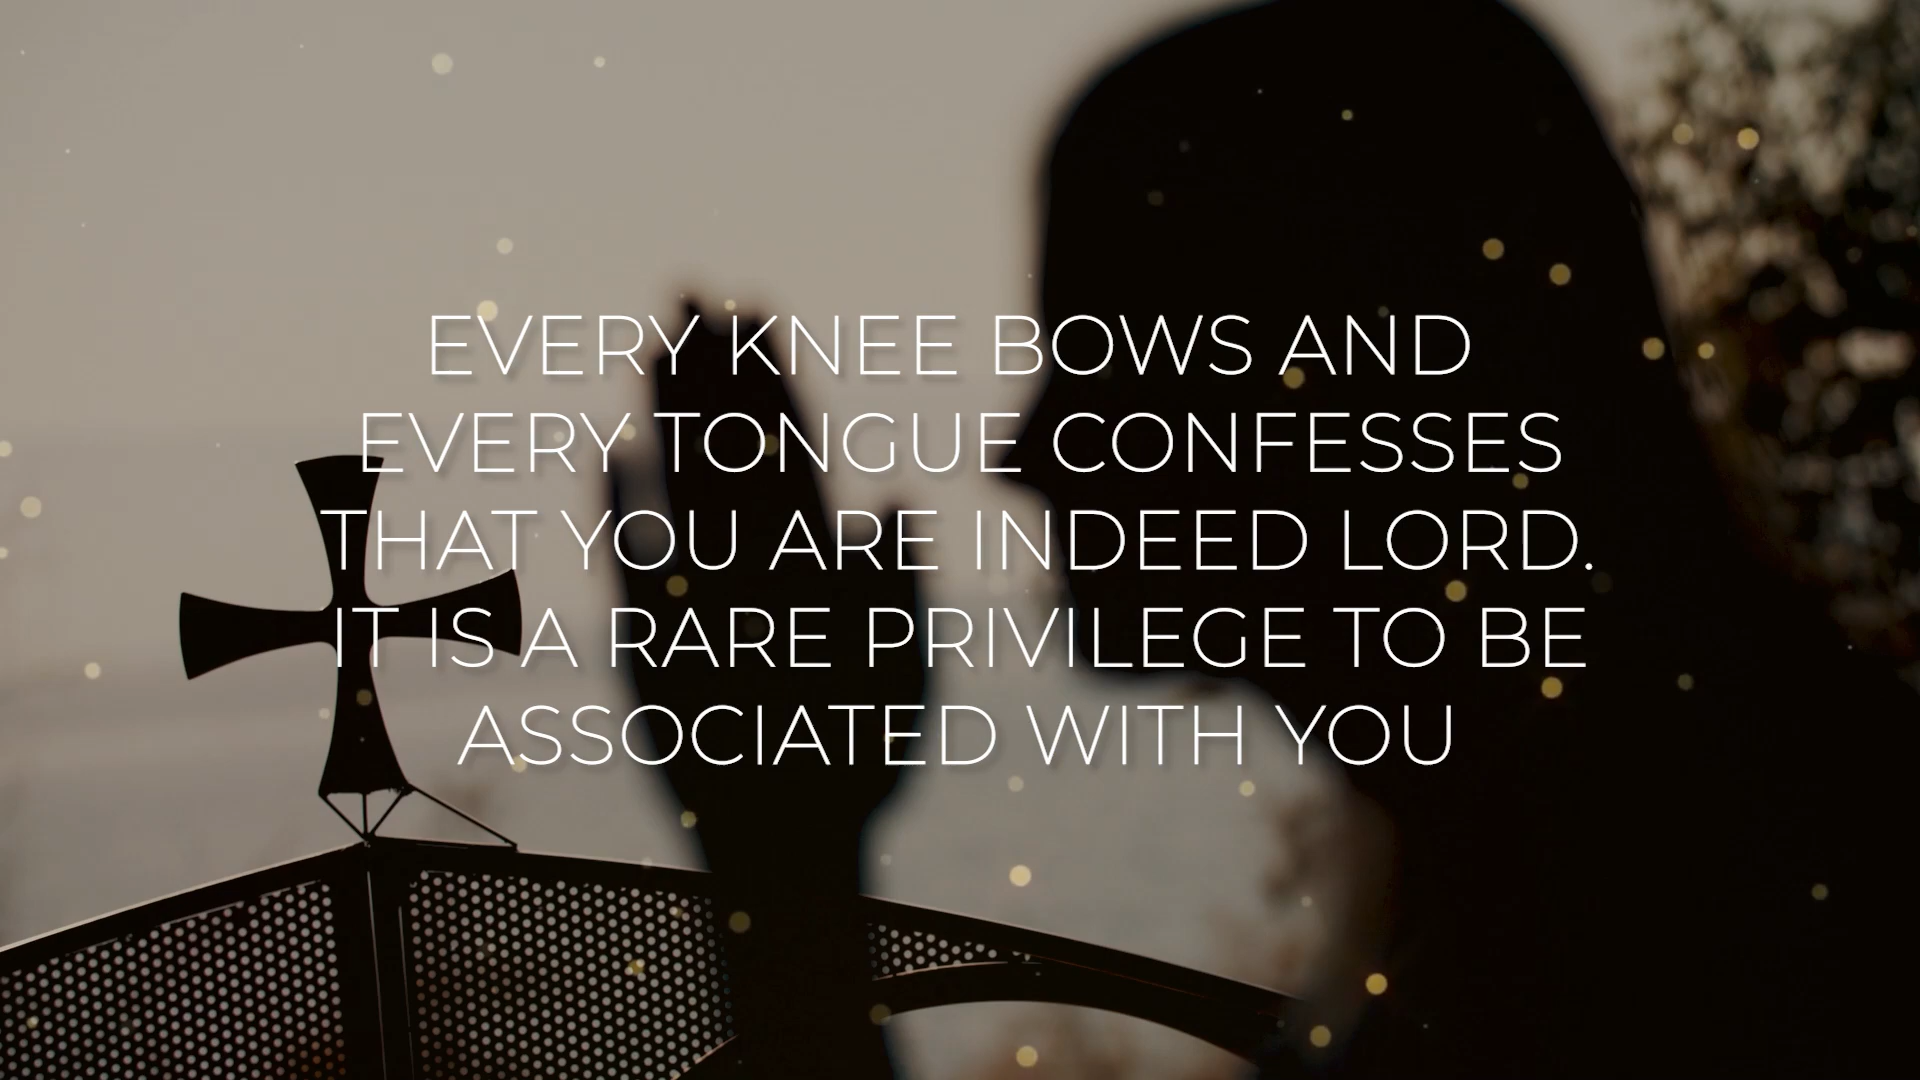 EVERY KNEE BOWS AND
EVERY TONGUE CONFESSES
THAT YOU ARE INDEED LORD.
IT IS A RARE PRIVILEGE TO BE
ASSOCIATED WITH YOU